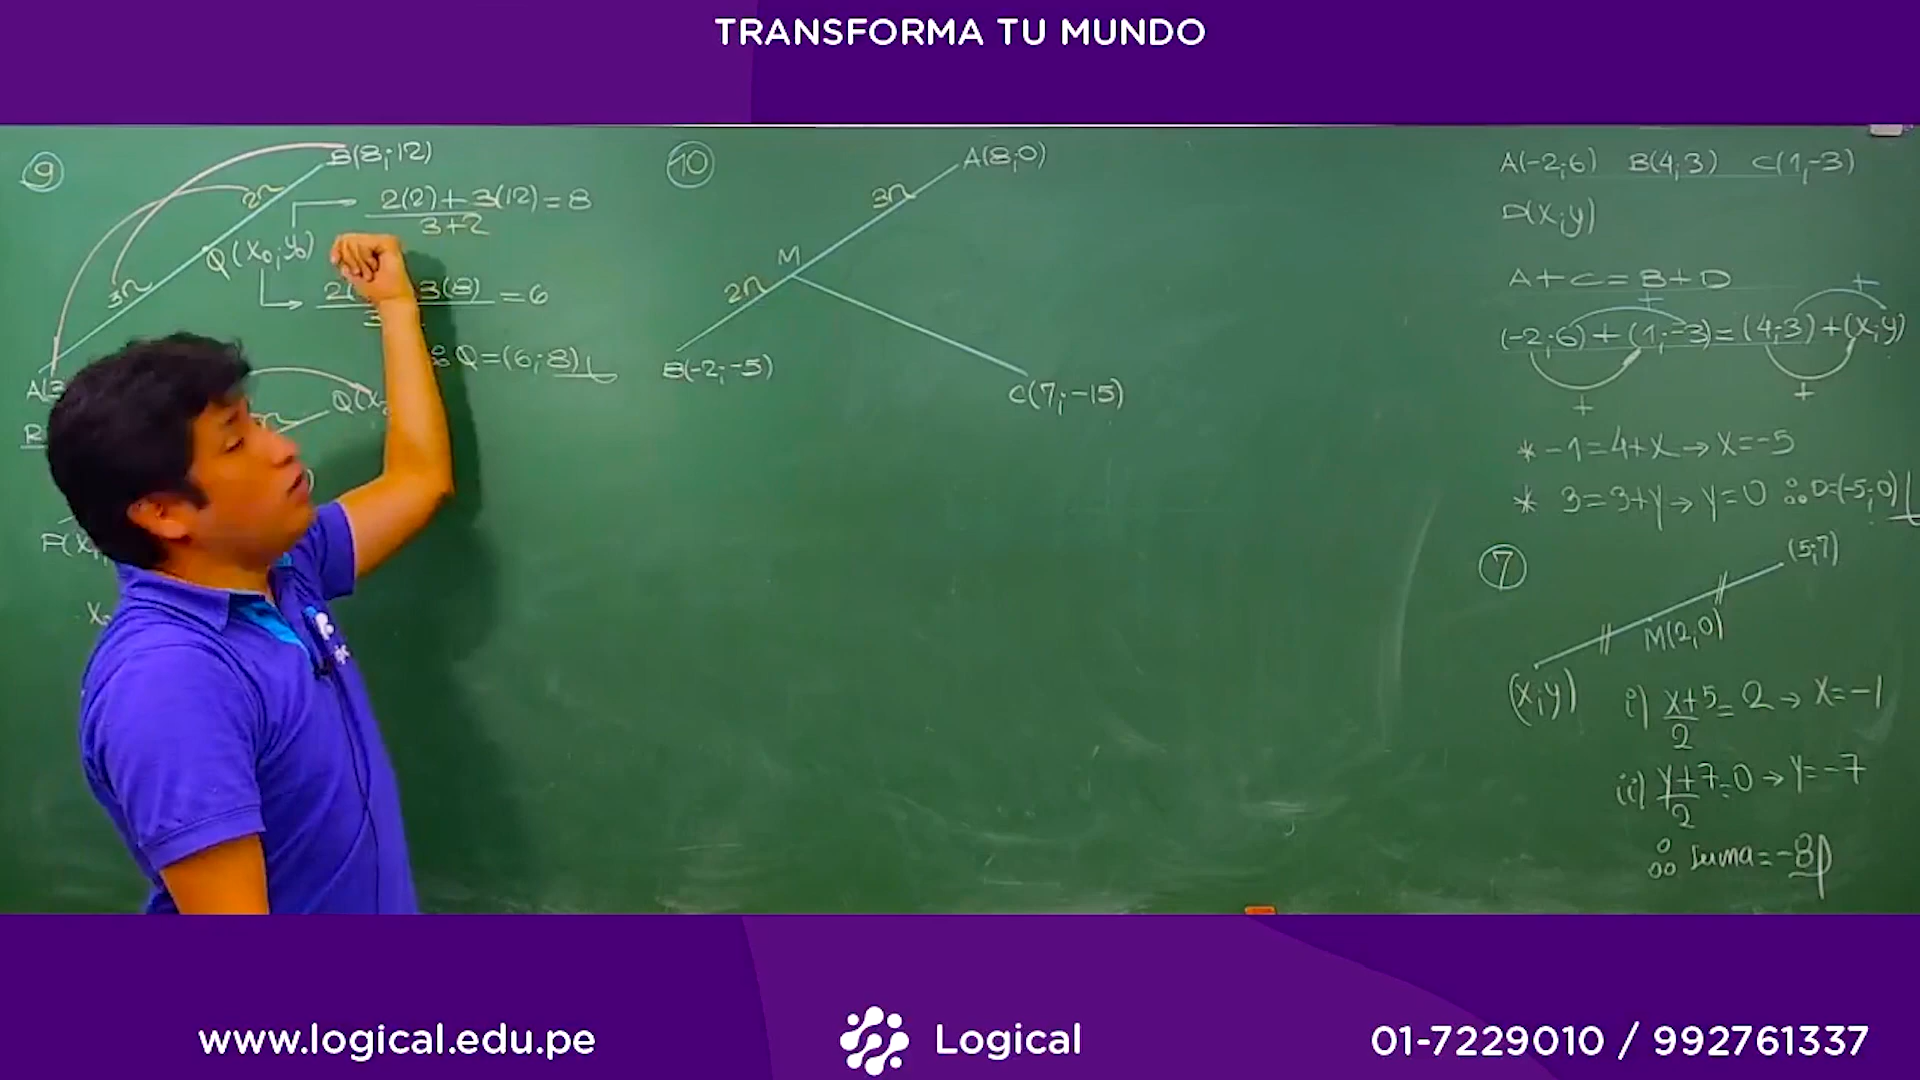 TRANSFORMA TU MUNDO
9
B(8;12)
2n
2(2)+3(12)=8
3+2
Q(x₀;y₀)
3n
3(8)=6
∴Q=(6;8)
A(3
R
10
A(8;0)
3n
M
2n
B(-2;-5)
C(7;-15)
A(-2;6) B(4;3) C(1;-3)
D(x;y)
A+C=B+D
+ +
(-2;6)+(1;-3)=(4;3)+(x;y)
+ +
* -1=4+x→x=-5
* 3=3+y→y=0 ∴D=(-5;0)
7
(5;7)
M(2;0)
(x;y)
i) x+5=2→x=-1
2
ii) y+7=0→y=-7
2
∴ Suma=-8
www.logical.edu.pe
Logical
01-7229010 / 992761337